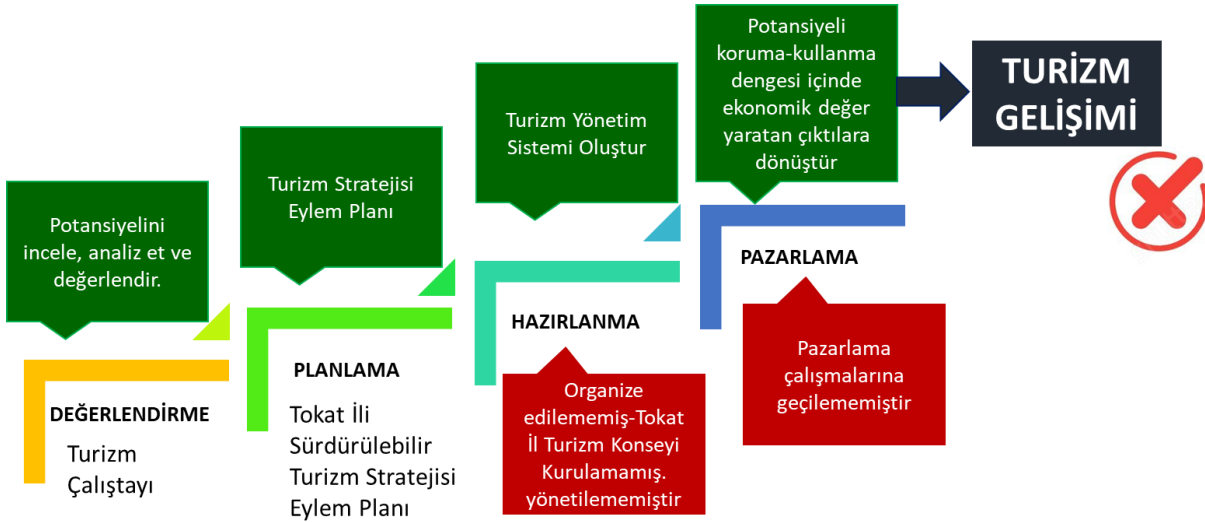 Potansiyelini
incele, analiz et ve
değerlendir.
DEĞERLENDİRME
Turizm
Çalıştayı
Turizm Stratejisi
Eylem Planı
PLANLAMA
Tokat İli
Sürdürülebilir
Turizm Stratejisi
Eylem Planı
Turizm Yönetim
Sistemi Oluştur
HAZIRLANMA
Organize
edilememiş-Tokat
İl Turizm Konseyi
Kurulamamış.
yönetilememiştir
Potansiyeli
koruma-kullanma
dengesi içinde
ekonomik değer
yaratan çıktılara
dönüştür
PAZARLAMA
Pazarlama
çalışmalarına
geçilememiştir
TURİZM
GELİŞİMİ